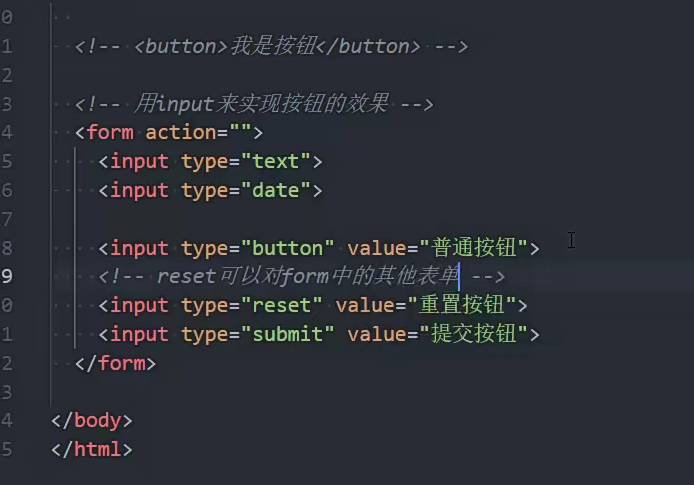 0
1 <!-- <button>我是按钮</button> -->
2
3 <!-- 用input来实现按钮的效果 -->
4 <form action="">
5 <input type="text">
6 <input type="date">
7
8 <input type="button" value="普通按钮">
9 <!-- reset可以对form中的其他表单 -->
0 <input type="reset" value="重置按钮">
1 <input type="submit" value="提交按钮">
2 </form>
3
4 </body>
5 </html>